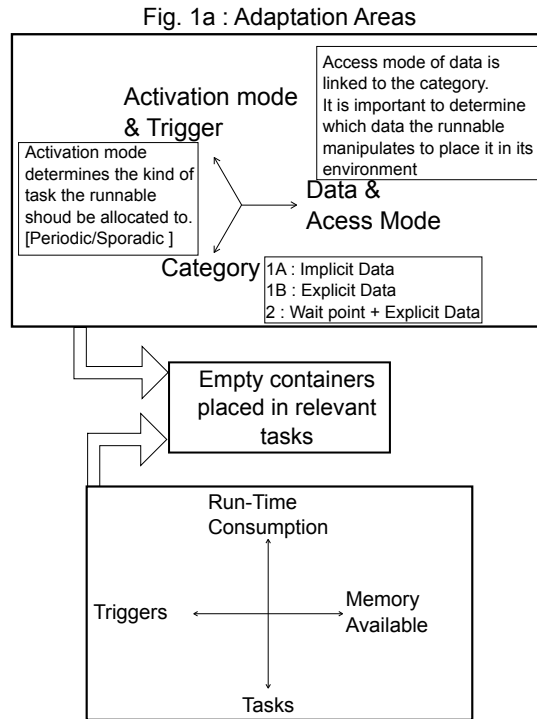 Fig. 1a : Adaptation Areas
Access mode of data is
linked to the category.
It is important to determine
which data the runnable
manipulates to place it in its
environment
Activation mode
& Trigger
Activation mode
determines the kind of
task the runnable
shoud be allocated to.
[Periodic/Sporadic ]
Data &
Acess Mode
Category
1A : Implicit Data
1B : Explicit Data
2 : Wait point + Explicit Data
Empty containers
placed in relevant
tasks
Run-Time
Consumption
Triggers
Memory
Available
Tasks